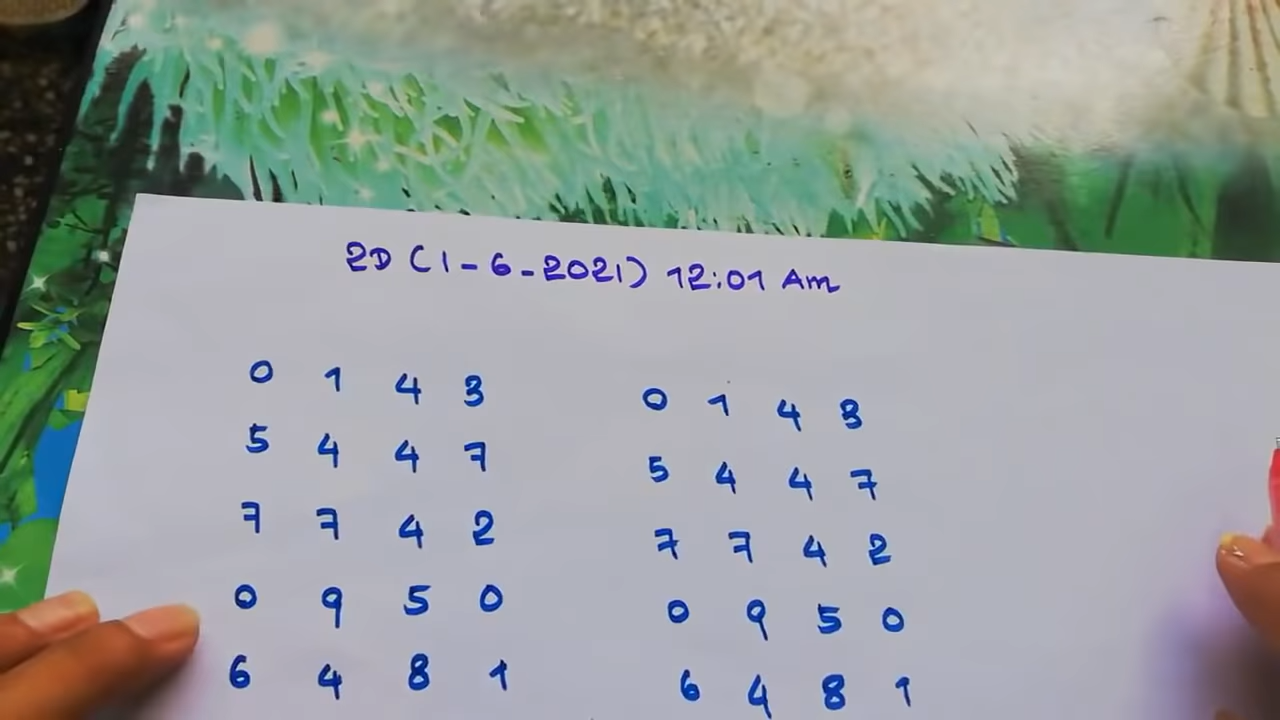 2D (1-6-2021) 12:01 Am
0 1 4 3 0 1 4 3
5 4 4 7 5 4 4 7
7 7 4 2 7 7 4 2
0 9 5 0 0 9 5 0
6 4 8 1 6 4 8 1